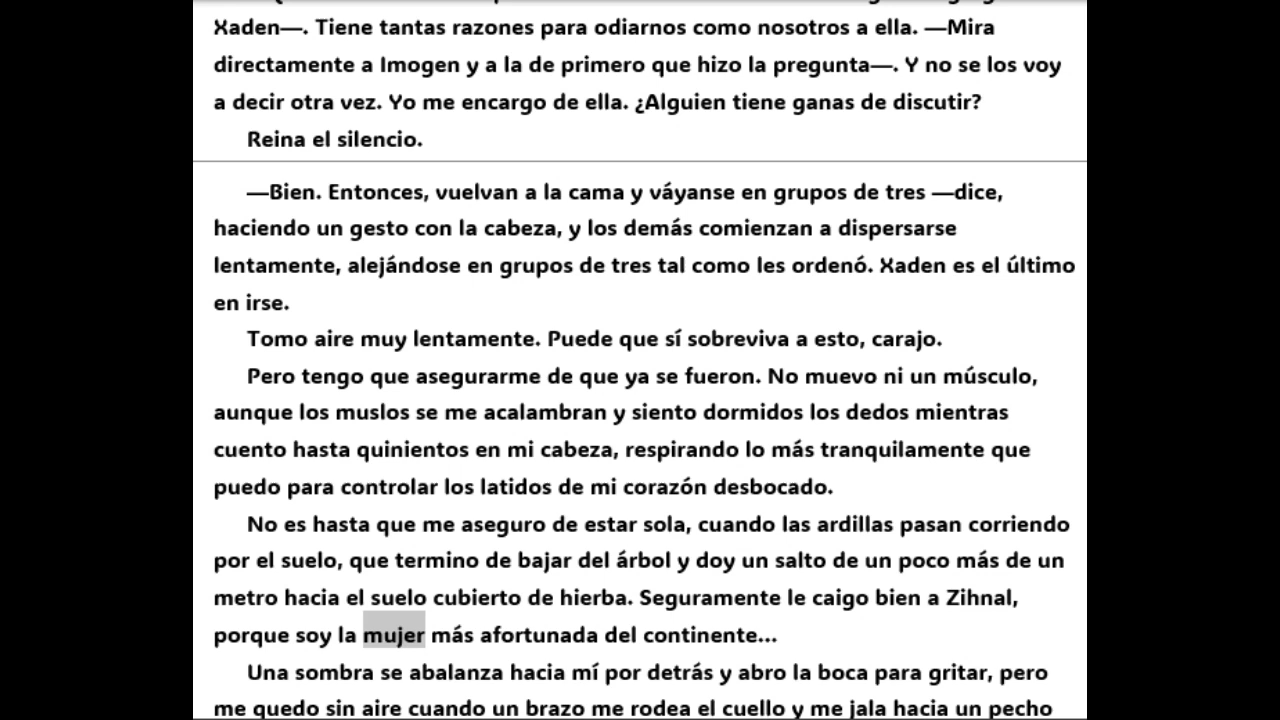 Xaden—. Tiene tantas razones para odiarnos como nosotros a ella. —Mira
directamente a Imogen y a la de primero que hizo la pregunta—. Y no se los voy
a decir otra vez. Yo me encargo de ella. ¿Alguien tiene ganas de discutir?
Reina el silencio.
—Bien. Entonces, vuelvan a la cama y váyanse en grupos de tres —dice,
haciendo un gesto con la cabeza, y los demás comienzan a dispersarse
lentamente, alejándose en grupos de tres tal como les ordenó. Xaden es el último
en irse.
Tomo aire muy lentamente. Puede que sí sobreviva a esto, carajo.
Pero tengo que asegurarme de que ya se fueron. No muevo ni un músculo,
aunque los muslos se me acalambran y siento dormidos los dedos mientras
cuento hasta quinientos en mi cabeza, respirando lo más tranquilamente que
puedo para controlar los latidos de mi corazón desbocado.
No es hasta que me aseguro de estar sola, cuando las ardillas pasan corriendo
por el suelo, que termino de bajar del árbol y doy un salto de un poco más de un
metro hacia el suelo cubierto de hierba. Seguramente le caigo bien a Zihnal,
porque soy la mujer más afortunada del continente...
Una sombra se abalanza hacia mí por detrás y abro la boca para gritar, pero
me quedo sin aire cuando un brazo me rodea el cuello y me jala hacia un pecho